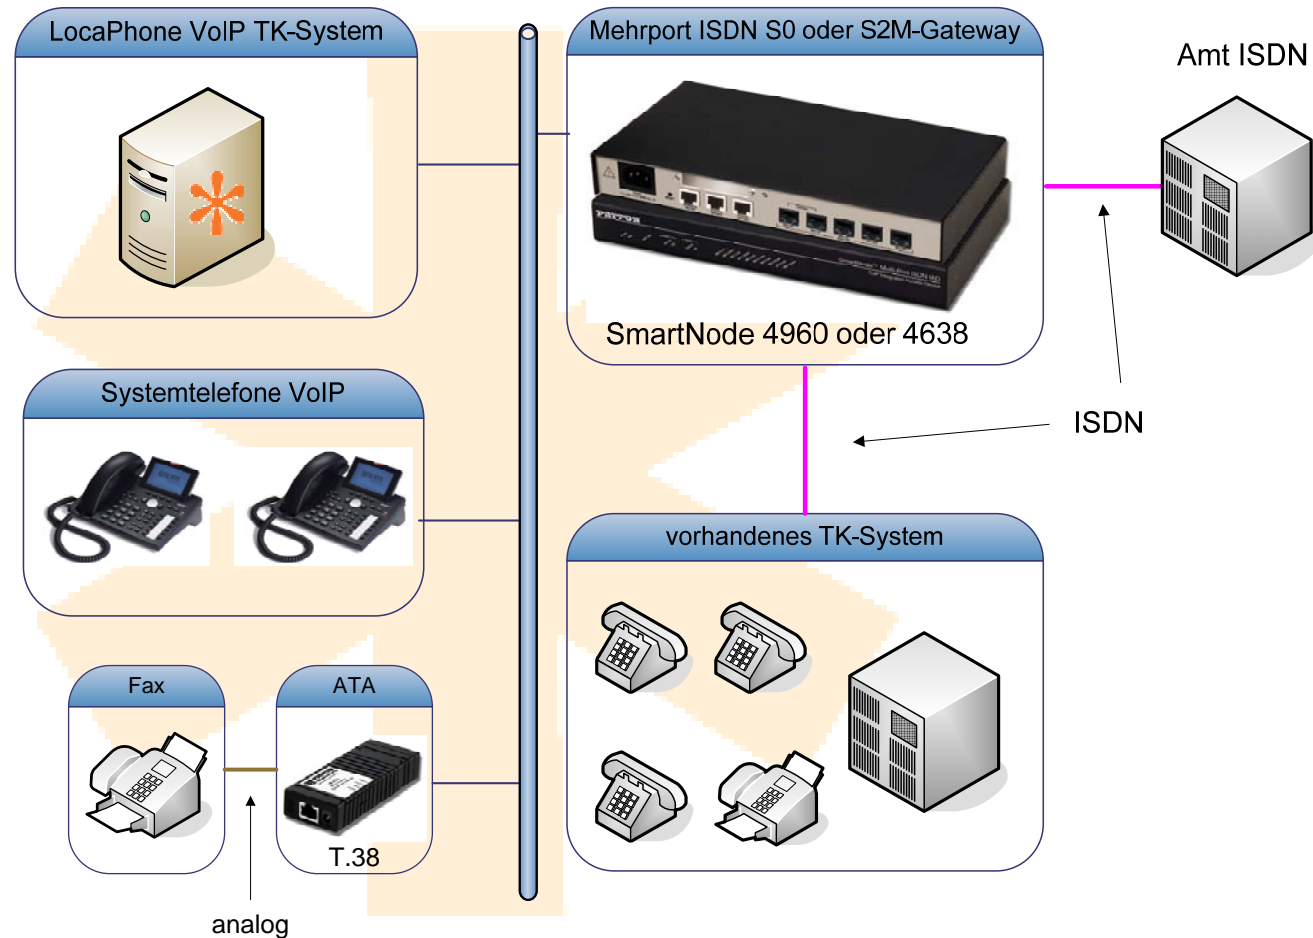 LocaPhone VoIP TK-System
Mehrport ISDN S0 oder S2M-Gateway
Amt ISDN
PATTON
SmartNode 4960 oder 4638
Systemtelefone VoIP
ISDN
vorhandenes TK-System
Fax
ATA
T.38
analog